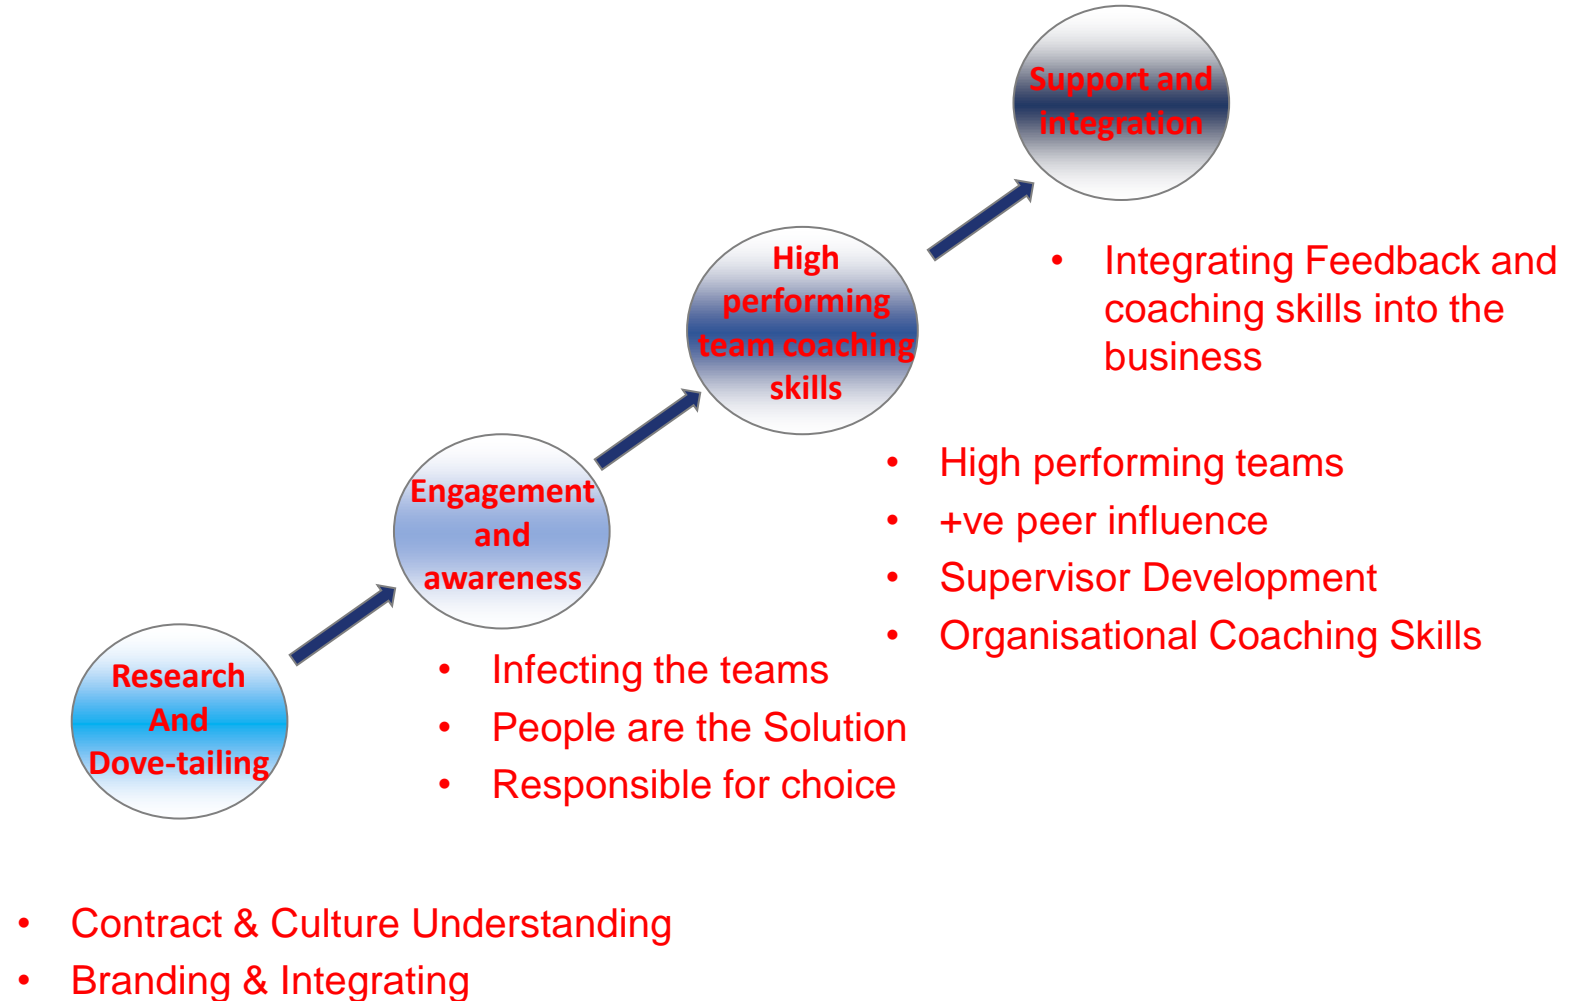 Support and
integration
• Integrating Feedback and
coaching skills into the
business
High
performing
team coaching
skills
• High performing teams
• +ve peer influence
• Supervisor Development
• Organisational Coaching Skills
Engagement
and
awareness
• Infecting the teams
• People are the Solution
• Responsible for choice
Research
And
Dove-tailing
• Contract & Culture Understanding
• Branding & Integrating